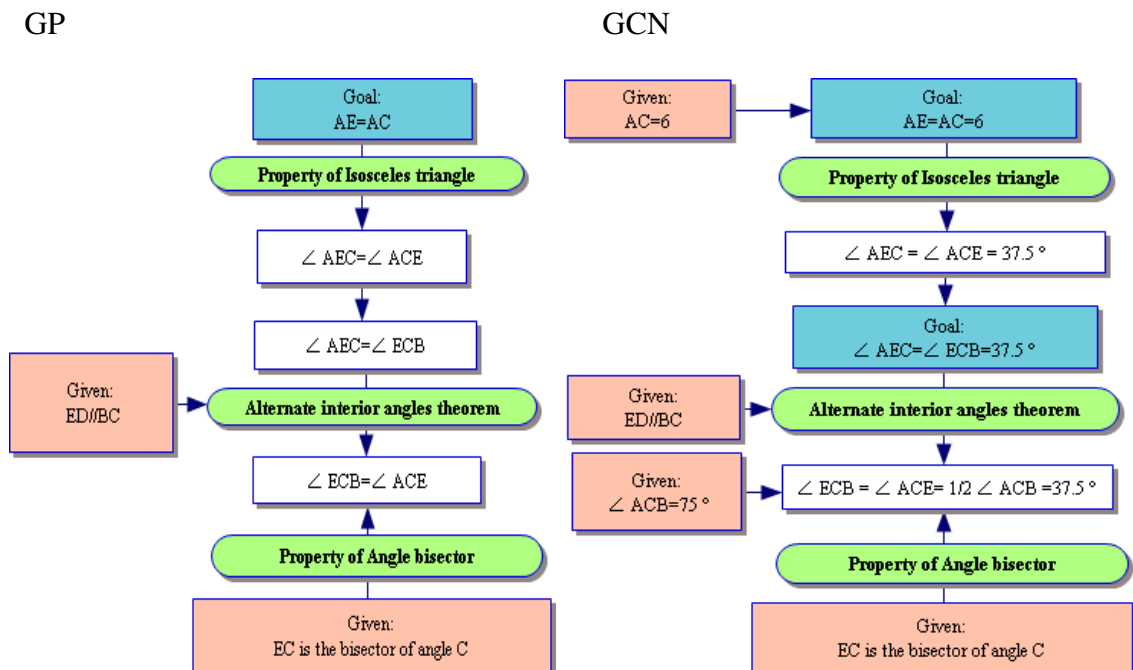 GP
Goal:
AE=AC
Property of Isosceles triangle
∠ AEC=∠ ACE
∠ AEC=∠ ECB
Given:
ED//BC
Alternate interior angles theorem
∠ ECB=∠ ACE
Property of Angle bisector
Given:
EC is the bisector of angle C
GCN
Given:
AC=6
Goal:
AE=AC=6
Property of Isosceles triangle
∠ AEC = ∠ ACE = 37.5 °
Goal:
∠ AEC=∠ ECB=37.5 °
Given:
ED//BC
Alternate interior angles theorem
Given:
∠ ACB=75 °
∠ ECB = ∠ ACE= 1/2 ∠ ACB =37.5 °
Property of Angle bisector
Given:
EC is the bisector of angle C